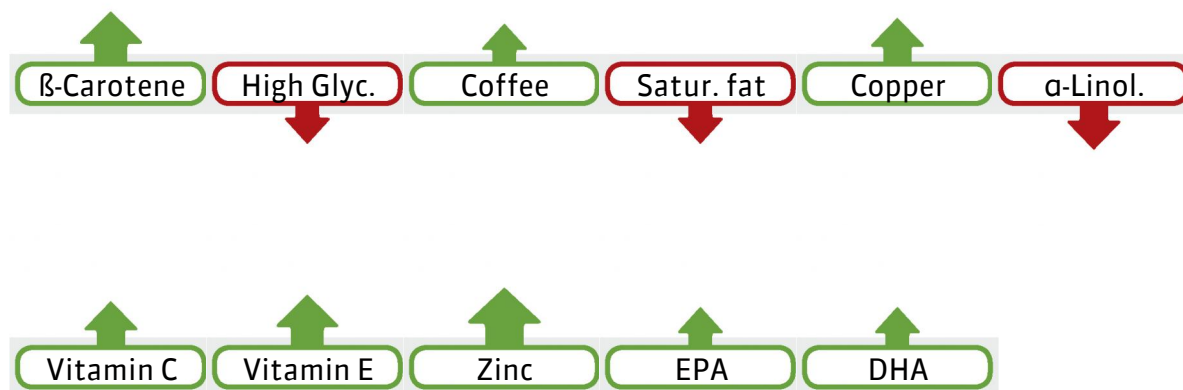 ß-Carotene High Glyc. Coffee Satur. fat Copper α-Linol.
Vitamin C Vitamin E Zinc EPA DHA